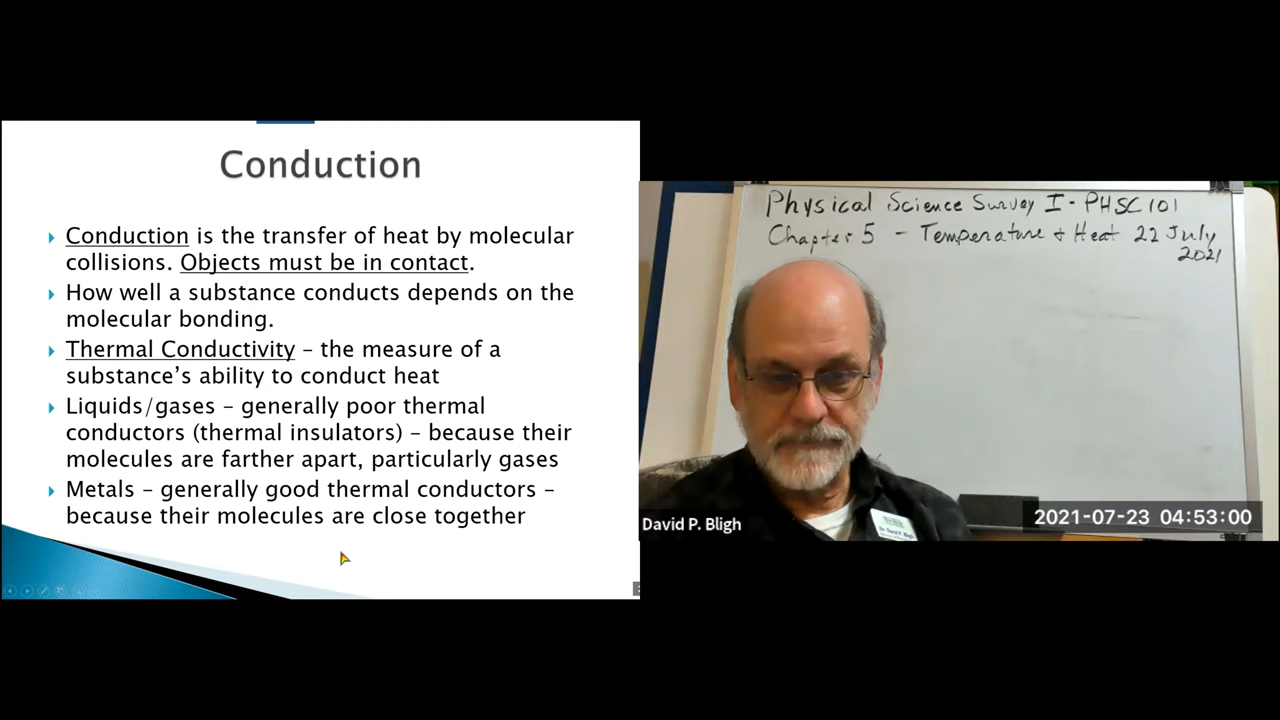 Conduction
Conduction is the transfer of heat by molecular
collisions. Objects must be in contact.
How well a substance conducts depends on the
molecular bonding.
Thermal Conductivity – the measure of a
substance’s ability to conduct heat
Liquids/gases – generally poor thermal
conductors (thermal insulators) – because their
molecules are farther apart, particularly gases
Metals – generally good thermal conductors –
because their molecules are close together
Physical Science Survey I - PHSC 101
Chapter 5 - Temperature + Heat 22 July
2021
David P. Bligh
Dr. David P. Bligh
2021-07-23 04:53:00